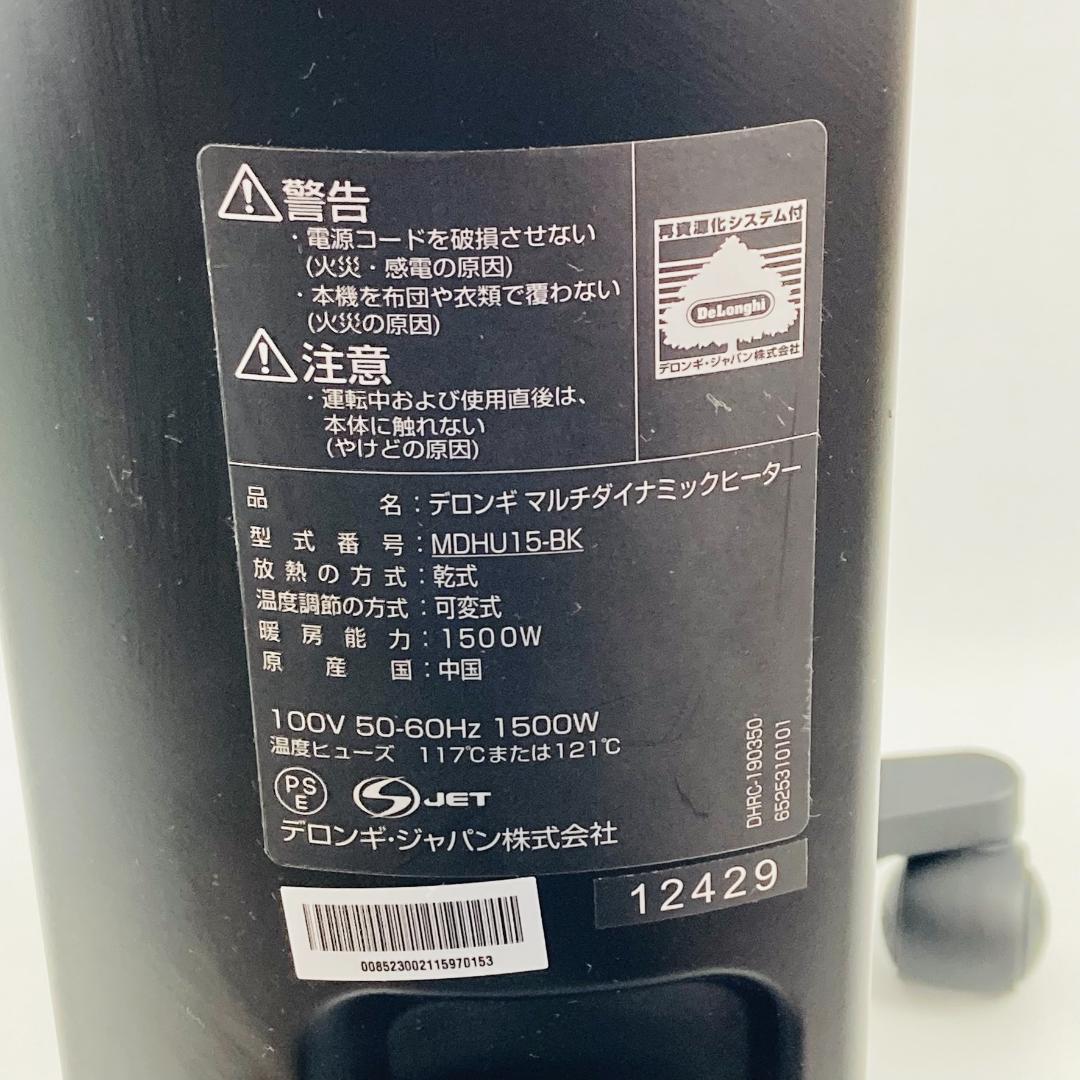 警告
・電源コードを破損させない
(火災・感電の原因)
・本機を布団や衣類で覆わない
(火災の原因)
注意
・運転中および使用直後は、
本体に触れない
(やけどの原因)
再資源化システム付
DeLonghi
デロンギ・ジャパン株式会社
品名:デロンギ マルチダイナミックヒーター
型式番号:MDHU15-BK
放熱の方式:乾式
温度調節の方式:可変式
暖房能力:1500W
原産国:中国
100V 50-60Hz 1500W
温度ヒューズ 117℃または121℃
PSE JET
デロンギ・ジャパン株式会社
DHRC-190350-
6525310101
12429
008523002115970153